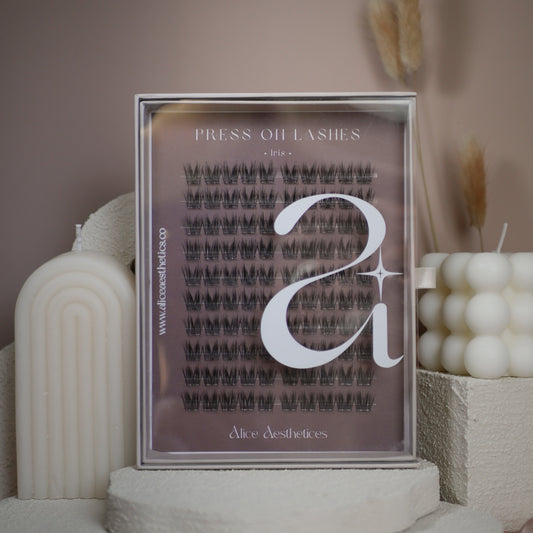 PRESS ON LASHES
• Iris •
www.aliceaesthetics.co
a
Alice Aesthetices